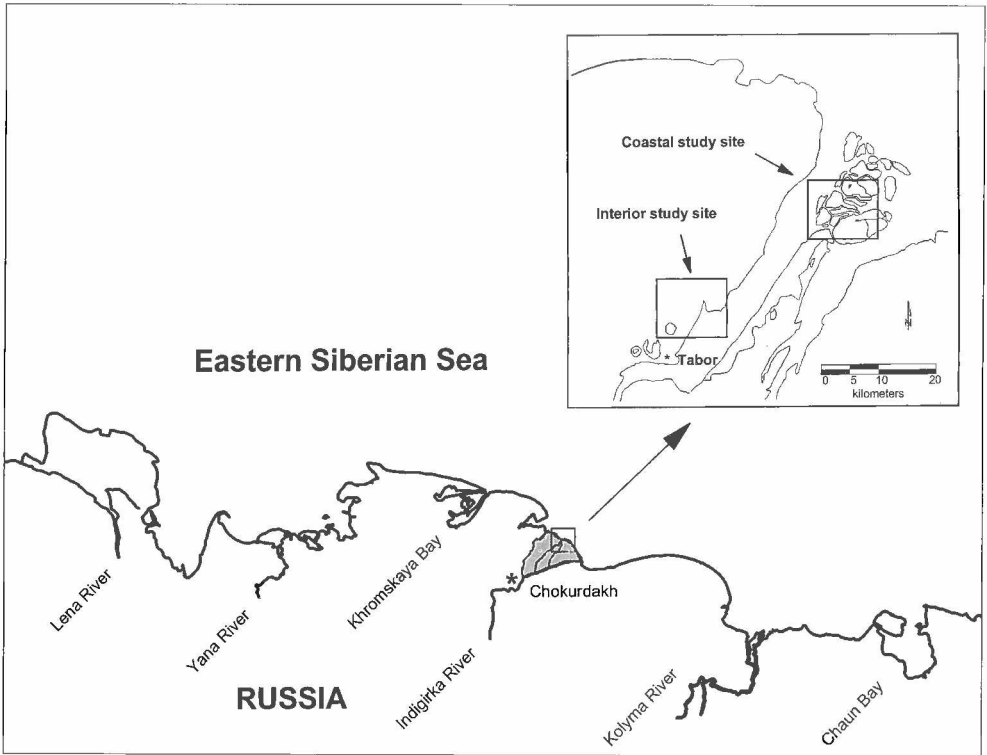 Coastal study site
Interior study site
* Tabor
N
0 5 10 20
kilometers
Eastern Siberian Sea
Lena River
Yana River
Khromskaya Bay
*
Chokurdakh
Indigirka River
Kolyma River
Chaun Bay
RUSSIA